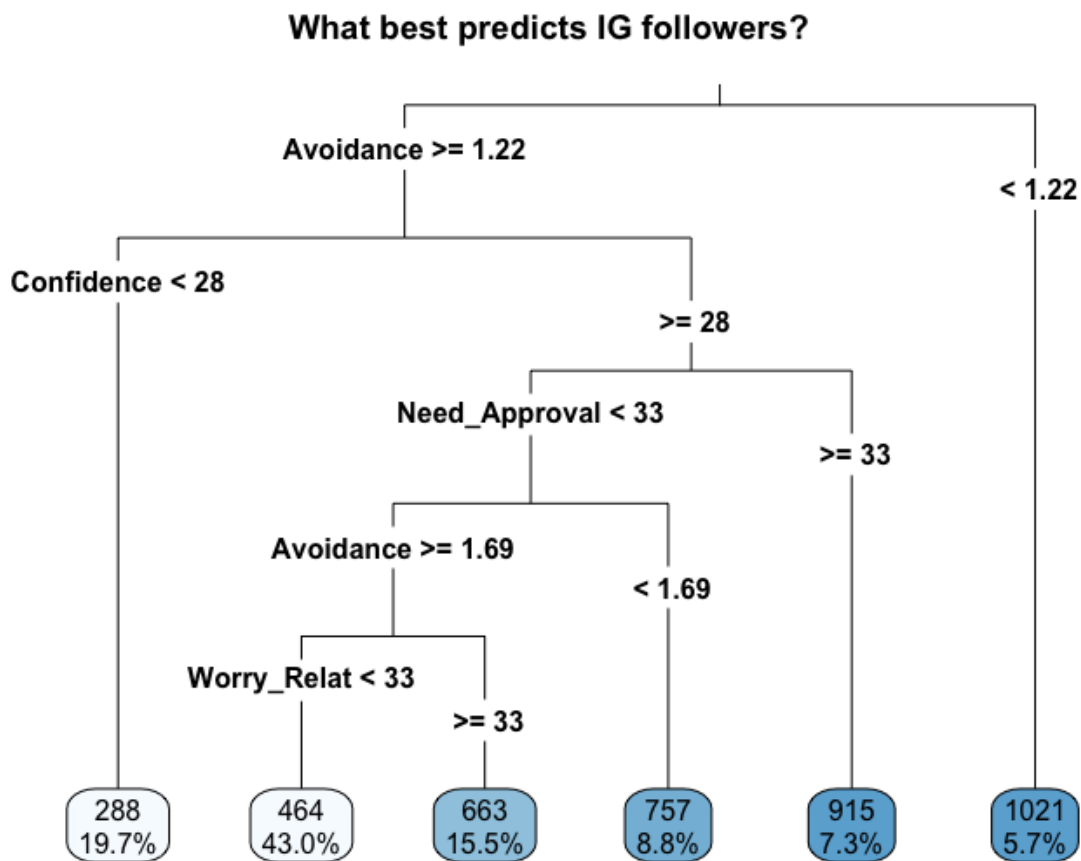 What best predicts IG followers?
Avoidance >= 1.22
< 1.22
Confidence < 28
>= 28
Need_Approval < 33
>= 33
Avoidance >= 1.69
< 1.69
Worry_Relat < 33
>= 33
288
19.7%
464
43.0%
663
15.5%
757
8.8%
915
7.3%
1021
5.7%